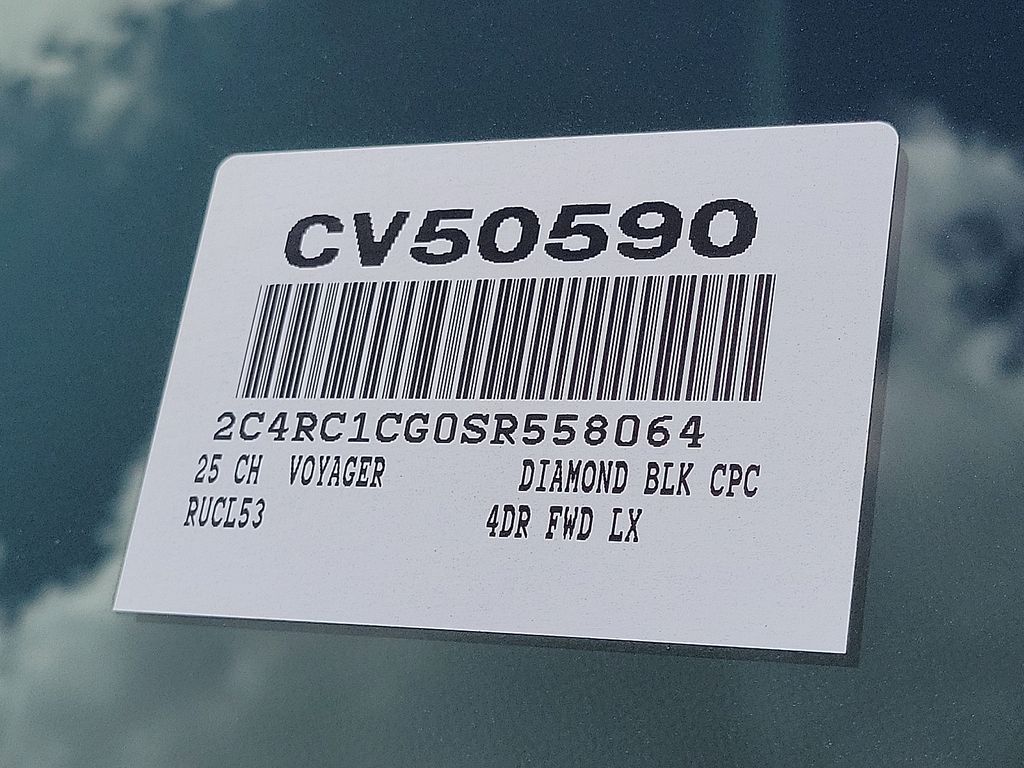 CV50590
2C4RC1CG0SR558064
25 CH VOYAGER DIAMOND BLK CPC
RUCL53 4DR FWD LX